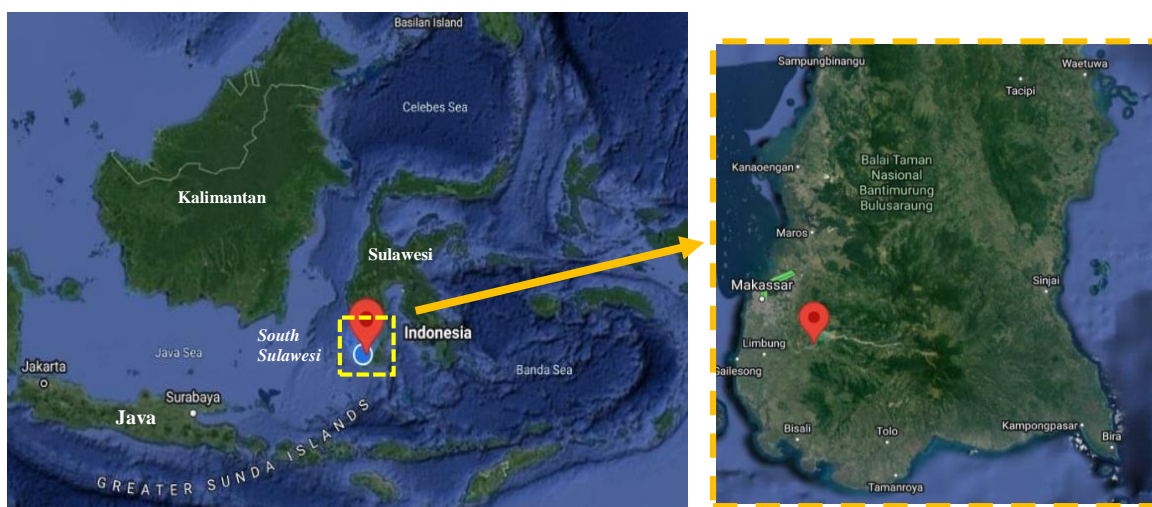 Basilan Island
Celebes Sea
Kalimantan
Sulawesi
South
Sulawesi
Indonesia
Java Sea
Jakarta
Banda Sea
Surabaya
Java
GREATER SUNDA ISLANDS
Sampungbinangu
Waetuwa
Tacipi
Balai Taman
Nasional
Bantimurung
Bulusaraung
Kanaoengan
Maros
Sinjai
Makassar
Limbung
Bisali
Tolo
Kampongpasar
Bira
Tamanroya